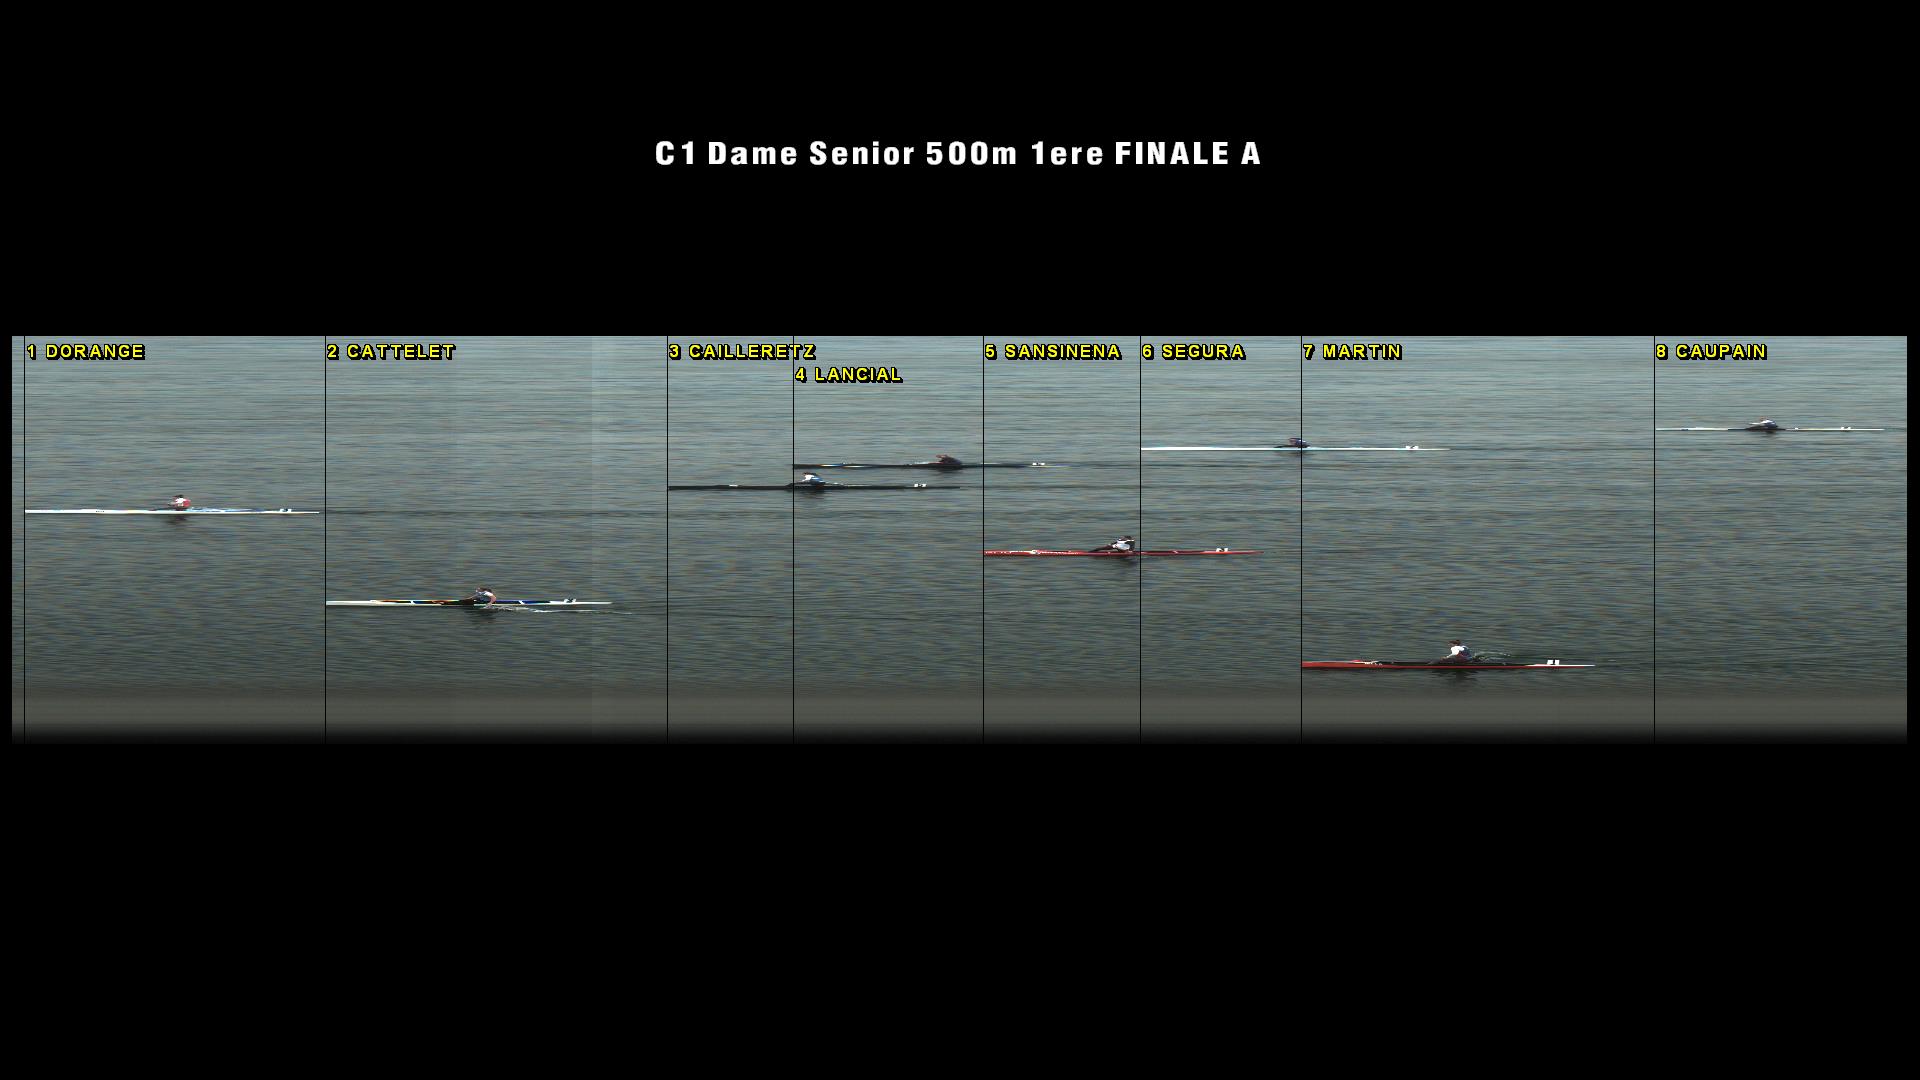 C1 Dame Senior 500m 1ere FINALE A
1 DORANGE
2 CATTELET
3 CAILLERETZ
4 LANCIAL
5 SANSINENA
6 SEGURA
7 MARTIN
8 CAUPAIN